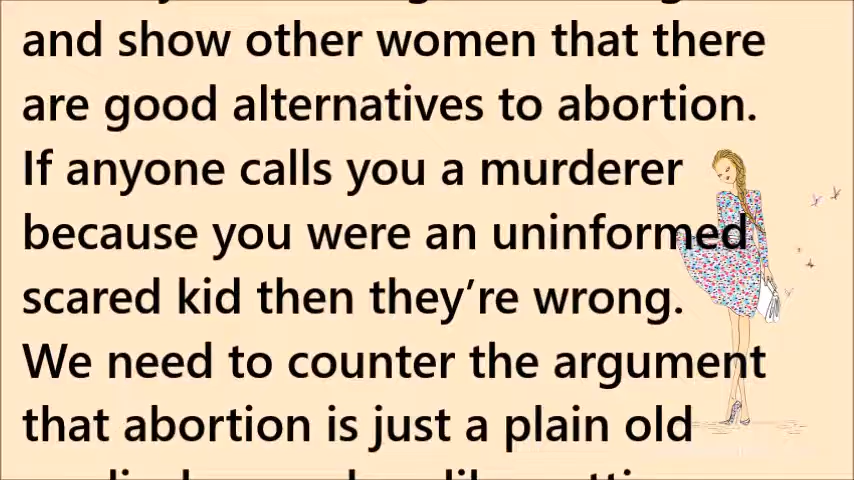 and show other women that there
are good alternatives to abortion.
If anyone calls you a murderer
because you were an uninformed
scared kid then they’re wrong.
We need to counter the argument
that abortion is just a plain old